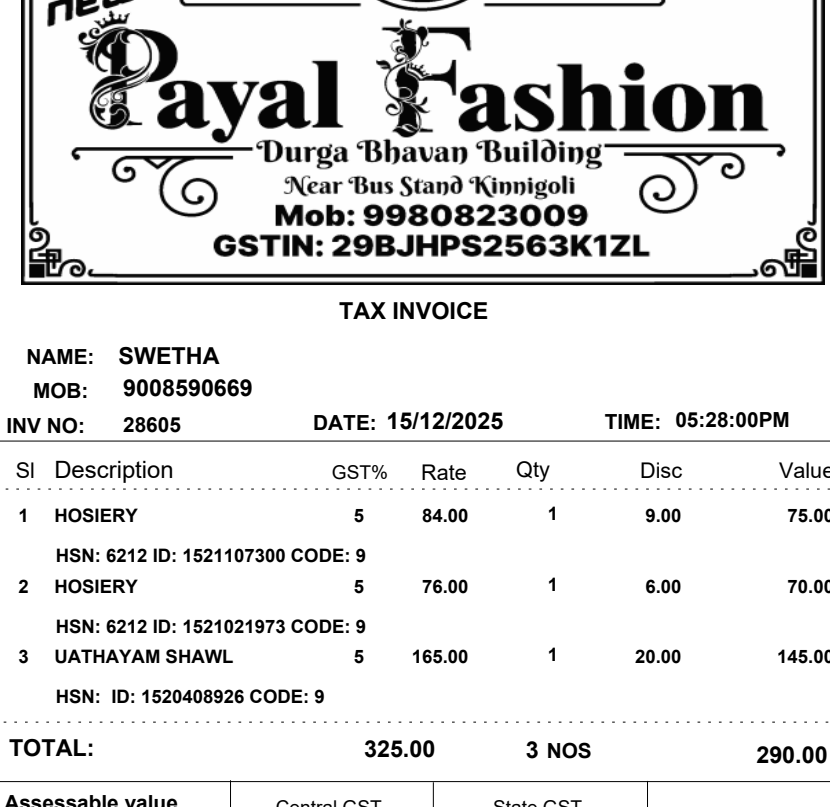 new
Payal Fashion
Durga Bhavan Building
Near Bus Stand Kinnigoli
Mob: 9980823009
GSTIN: 29BJHPS2563K1ZL
TAX INVOICE
NAME: SWETHA
MOB: 9008590669
INV NO: 28605 DATE: 15/12/2025 TIME: 05:28:00PM
Sl Description GST% Rate Qty Disc Value
1 HOSIERY 5 84.00 1 9.00 75.00
HSN: 6212 ID: 1521107300 CODE: 9
2 HOSIERY 5 76.00 1 6.00 70.00
HSN: 6212 ID: 1521021973 CODE: 9
3 UATHAYAM SHAWL 5 165.00 1 20.00 145.00
HSN: ID: 1520408926 CODE: 9
TOTAL: 325.00 3 NOS 290.00
Assessable value Central GST State GST